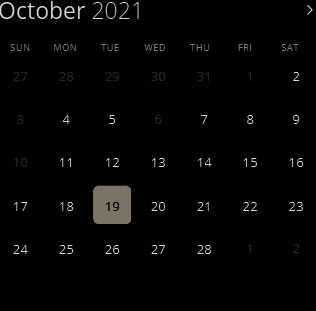 October 2021
SUN MON TUE WED THU FRI SAT
27 28 29 30 31 1 2
3 4 5 6 7 8 9
10 11 12 13 14 15 16
17 18 19 20 21 22 23
24 25 26 27 28 1 2